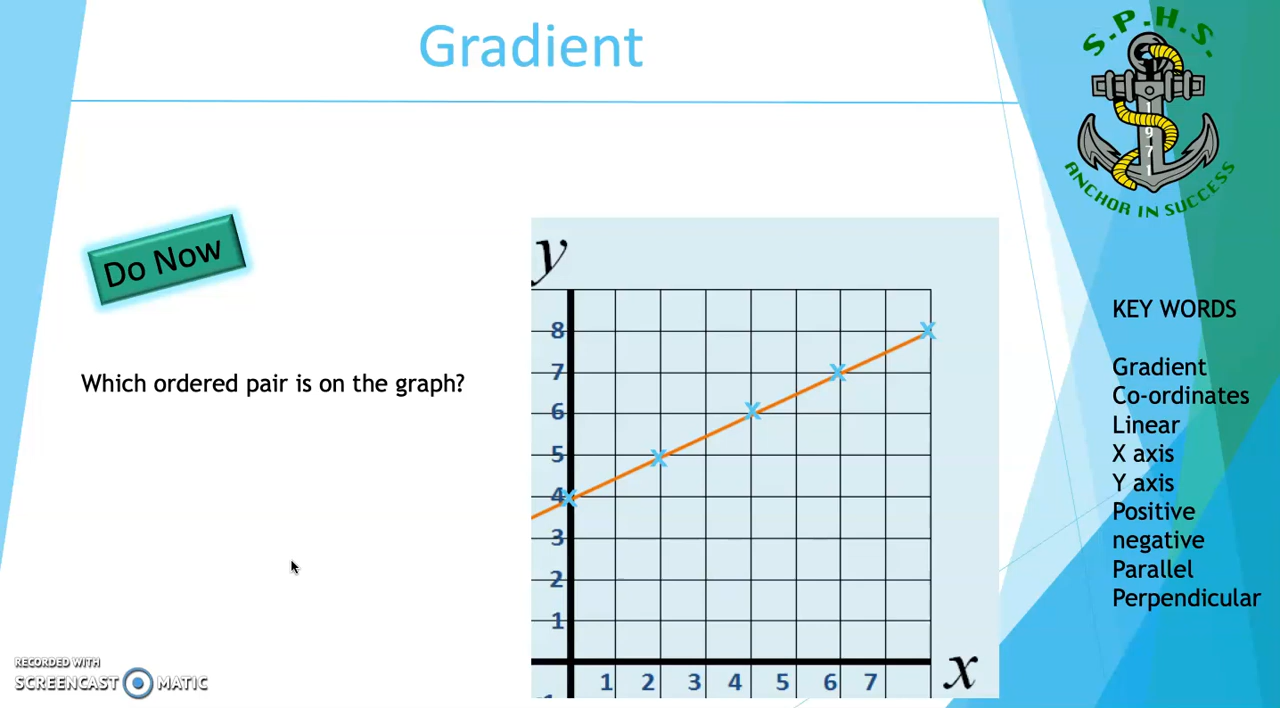 Gradient
S.P.H.S.
1971
ANCHOR IN SUCCESS
Do Now
Which ordered pair is on the graph?
y
8
7
6
5
4
3
2
1
1 2 3 4 5 6 7
x
KEY WORDS
Gradient
Co-ordinates
Linear
X axis
Y axis
Positive
negative
Parallel
Perpendicular
RECORDED WITH
SCREENCAST MATIC